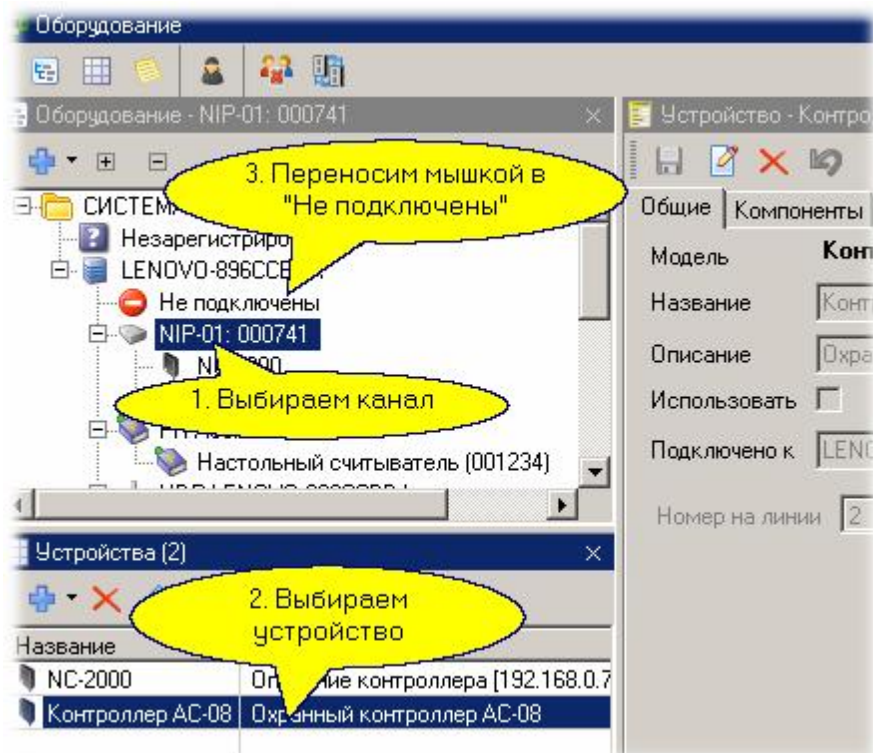 Оборудование
Оборудование - NIP-01: 000741
Устройство - Контро
3. Переносим мышкой в
"Не подключены"
СИСТЕМА
Незарегистриро
LENOVO-896CCB
Не подключены
NIP-01: 000741
1. Выбираем канал
Настольный считыватель (001234)
Общие
Компоненты
Модель
Конт
Название
Конт
Описание
Охра
Использовать
Подключено к
LENO
Номер на линии
2
Устройства (2)
2. Выбираем
устройство
Название
NC-2000
контроллера [192.168.0.7
Контроллер AC-08
Охранный контроллер AC-08